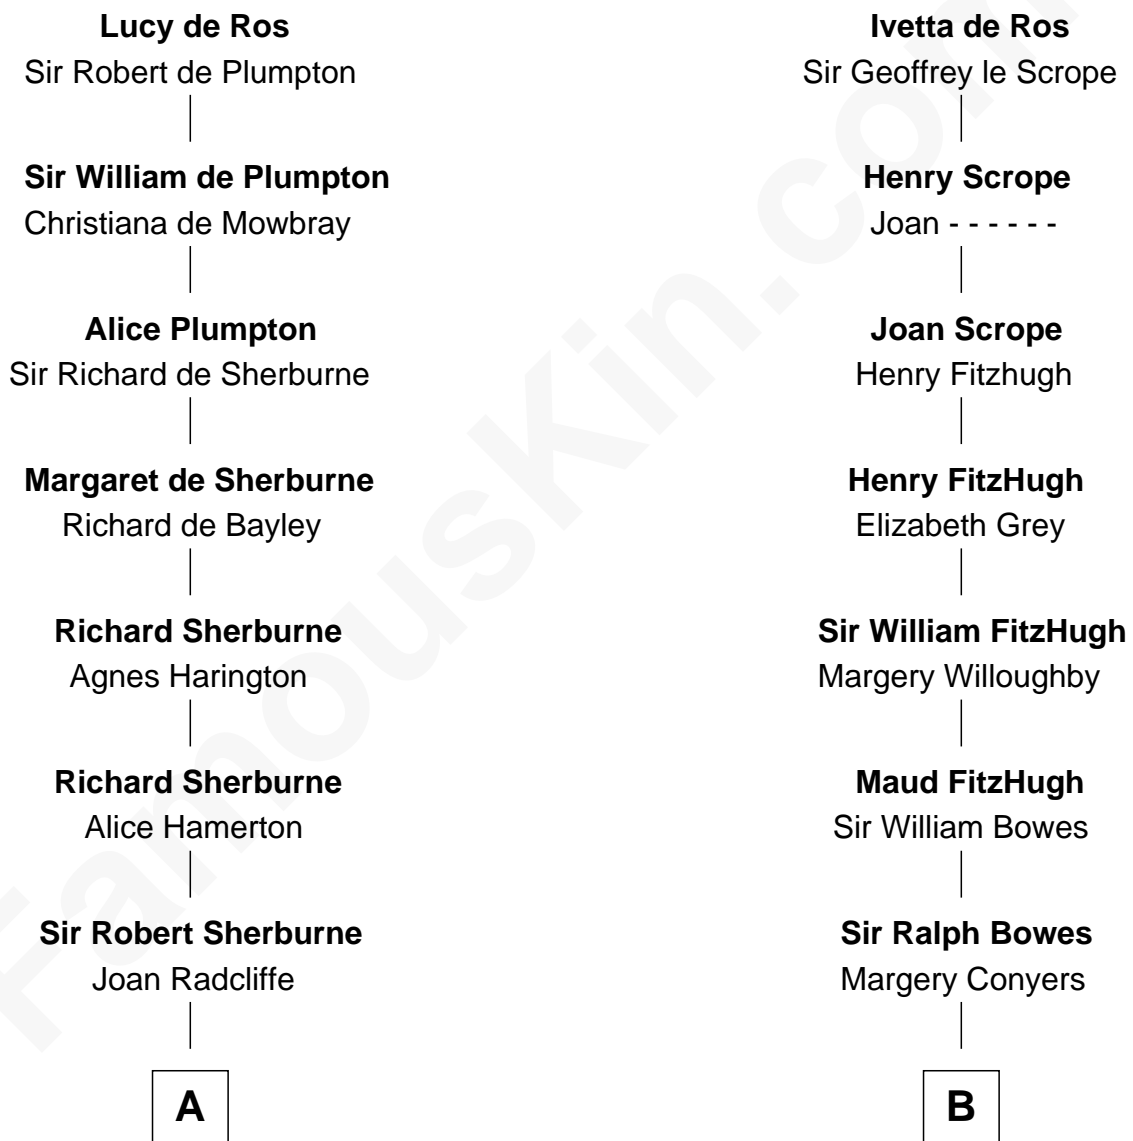 Lucy de Ros
Sir Robert de Plumpton
Sir William de Plumpton
Christiana de Mowbray
Alice Plumpton
Sir Richard de Sherburne
Margaret de Sherburne
Richard de Bayley
Richard Sherburne
Agnes Harington
Richard Sherburne
Alice Hamerton
Sir Robert Sherburne
Joan Radcliffe
A
Ivetta de Ros
Sir Geoffrey le Scrope
Henry Scrope
Joan - - - - - -
Joan Scrope
Henry Fitzhugh
Henry FitzHugh
Elizabeth Grey
Sir William FitzHugh
Margery Willoughby
Maud FitzHugh
Sir William Bowes
Sir Ralph Bowes
Margery Conyers
B
FamousKin.com